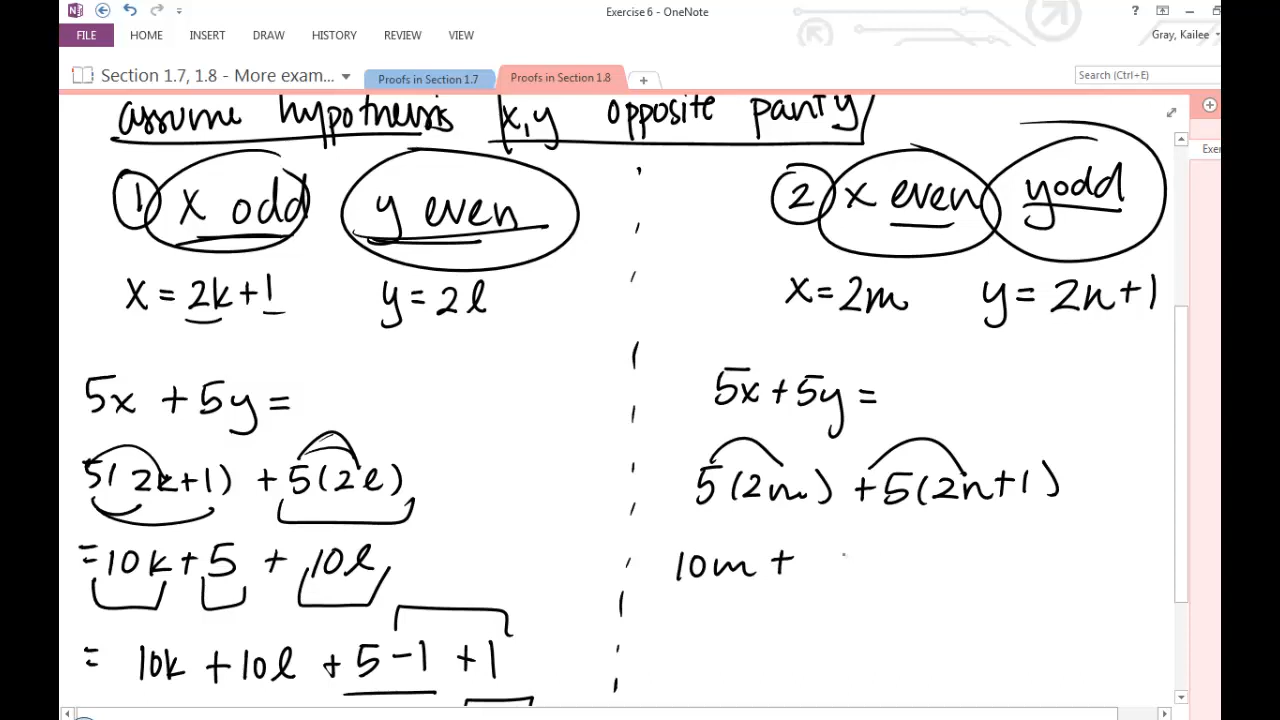 Exercise 6 - OneNote
?
FILE HOME INSERT DRAW HISTORY REVIEW VIEW
Gray, Kailee
Section 1.7, 1.8 - More exam...
Proofs in Section 1.7
Proofs in Section 1.8
+
Search (Ctrl+E)
assume hypothesis x,y opposite parity
Exer
1 x odd y even
x = 2k+1 y = 2l
5x + 5y =
5(2k+1) + 5(2l)
= 10k + 5 + 10l
= 10k + 10l + 5 - 1 + 1
2 x even y odd
x = 2m y = 2n+1
5x + 5y =
5(2m) + 5(2n+1)
10m +